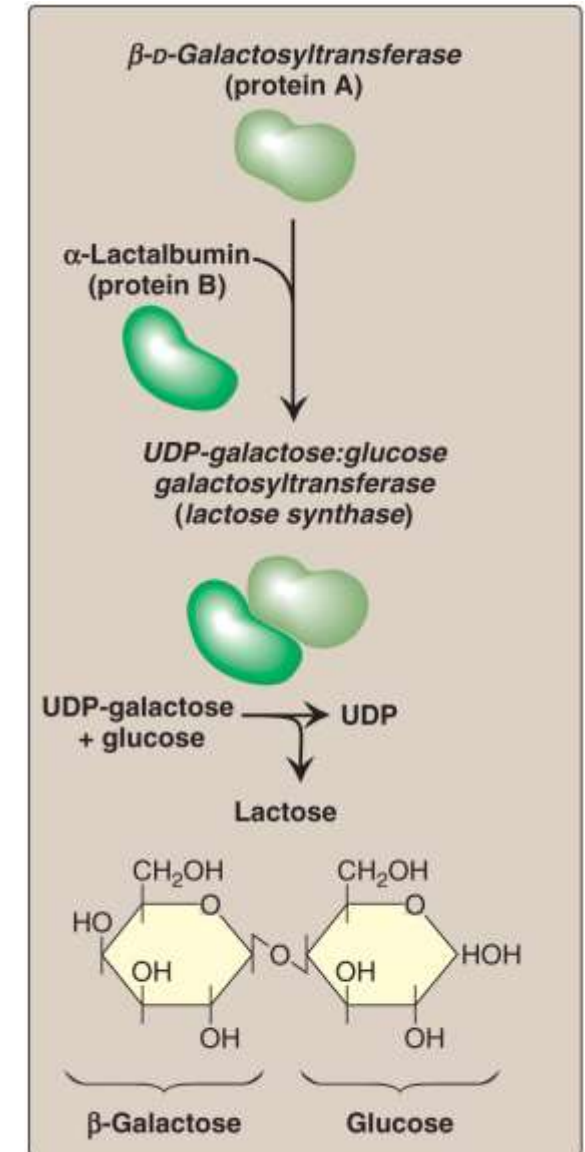 β-D-Galactosyltransferase
(protein A)
α-Lactalbumin
(protein B)
UDP-galactose:glucose
galactosyltransferase
(lactose synthase)
UDP-galactose
+ glucose
UDP
Lactose
CH₂OH
CH₂OH
O
O
HO
OH
O
OH
HOH
OH
OH
β-Galactose
Glucose